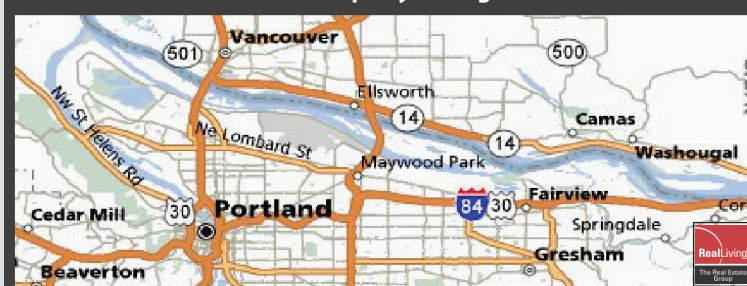 Vancouver
501
500
Ellsworth
14
Camas
14
Washougal
NW St Helens Rd
Ne Lombard St
Maywood Park
84
30
Fairview
30
Portland
Cedar Mill
Springdale
Cor
Gresham
Beaverton
RealLiving
The Real Estate
Group